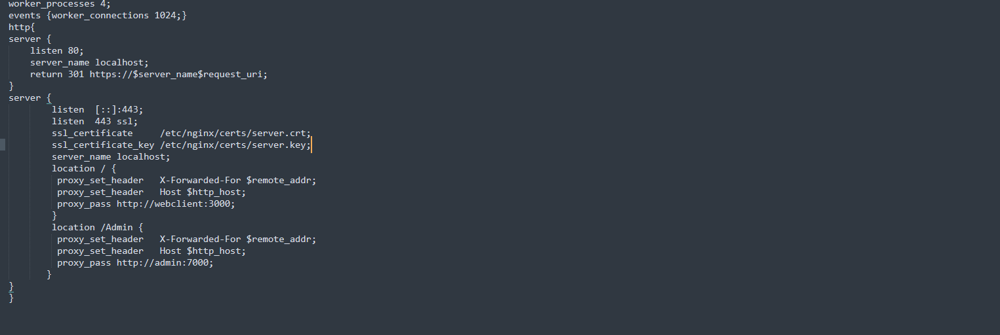 worker_processes 4;
events {worker_connections 1024;}
http{
server {
    listen 80;
    server_name localhost;
    return 301 https://$server_name$request_uri;
}
server {
        listen  [::]:443;
        listen  443 ssl;
        ssl_certificate     /etc/nginx/certs/server.crt;
        ssl_certificate_key /etc/nginx/certs/server.key;
        server_name localhost;
        location / {
         proxy_set_header   X-Forwarded-For $remote_addr;
         proxy_set_header   Host $http_host;
         proxy_pass http://webclient:3000;
        }
        location /Admin {
         proxy_set_header   X-Forwarded-For $remote_addr;
         proxy_set_header   Host $http_host;
         proxy_pass http://admin:7000;
       }
}
}